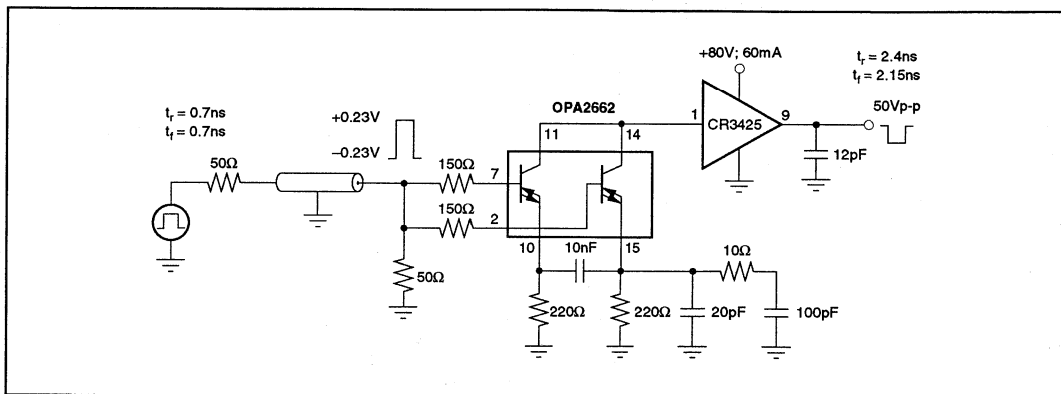 +80V; 60mA
tr = 2.4ns
tf = 2.15ns
50Vp-p
OPA2662
1
CR3425
9
12pF
tr = 0.7ns
tf = 0.7ns
+0.23V
–0.23V
11
14
50Ω
150Ω
7
150Ω
2
10
10nF
15
50Ω
220Ω
220Ω
20pF
10Ω
100pF